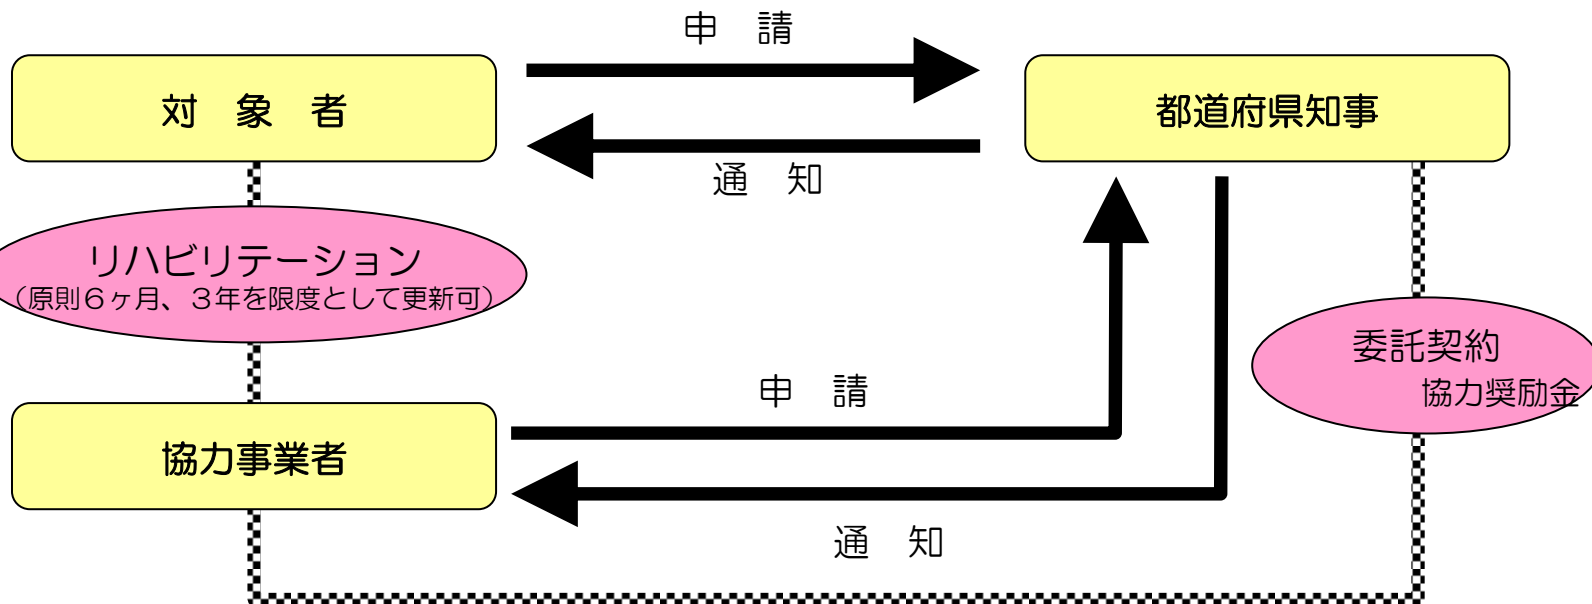 申　請
対　象　者
都道府県知事
通　知
リハビリテーション
（原則６ヶ月、３年を限度として更新可）
委託契約
協力奨励金
申　請
協力事業者
通　知